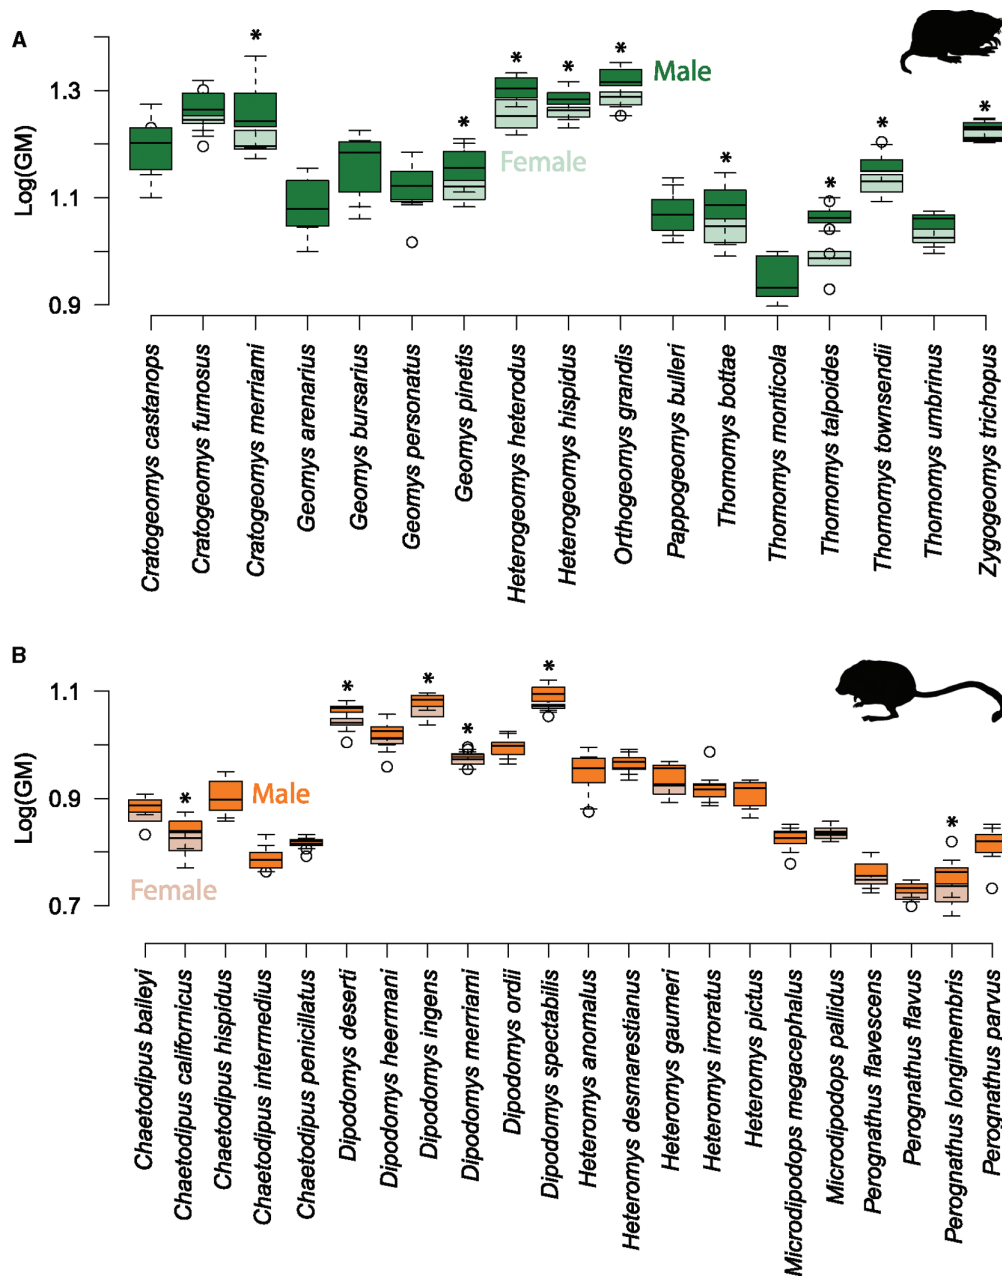 A
Log(GM)
1.3
1.1
0.9
*
*
*
*
*
*
*
*
*
Male
Female
Cratogeomys castanops
Cratogeomys fumosus
Cratogeomys merriami
Geomys arenarius
Geomys bursarius
Geomys personatus
Geomys pinetis
Heterogeomys heterodus
Heterogeomys hispidus
Orthogeomys grandis
Pappogeomys bulleri
Thomomys bottae
Thomomys monticola
Thomomys talpoides
Thomomys townsendii
Thomomys umbrinus
Zygogeomys trichopus
B
Log(GM)
1.1
0.9
0.7
*
*
*
*
*
*
Male
Female
Chaetodipus baileyi
Chaetodipus californicus
Chaetodipus hispidus
Chaetodipus intermedius
Chaetodipus penicillatus
Dipodomys deserti
Dipodomys heermani
Dipodomys ingens
Dipodomys merriami
Dipodomys ordii
Dipodomys spectabilis
Heteromys anomalus
Heteromys desmarestianus
Heteromys gaumeri
Heteromys irroratus
Heteromys pictus
Microdipodops megacephalus
Microdipodops pallidus
Perognathus flavescens
Perognathus flavus
Perognathus longimembris
Perognathus parvus